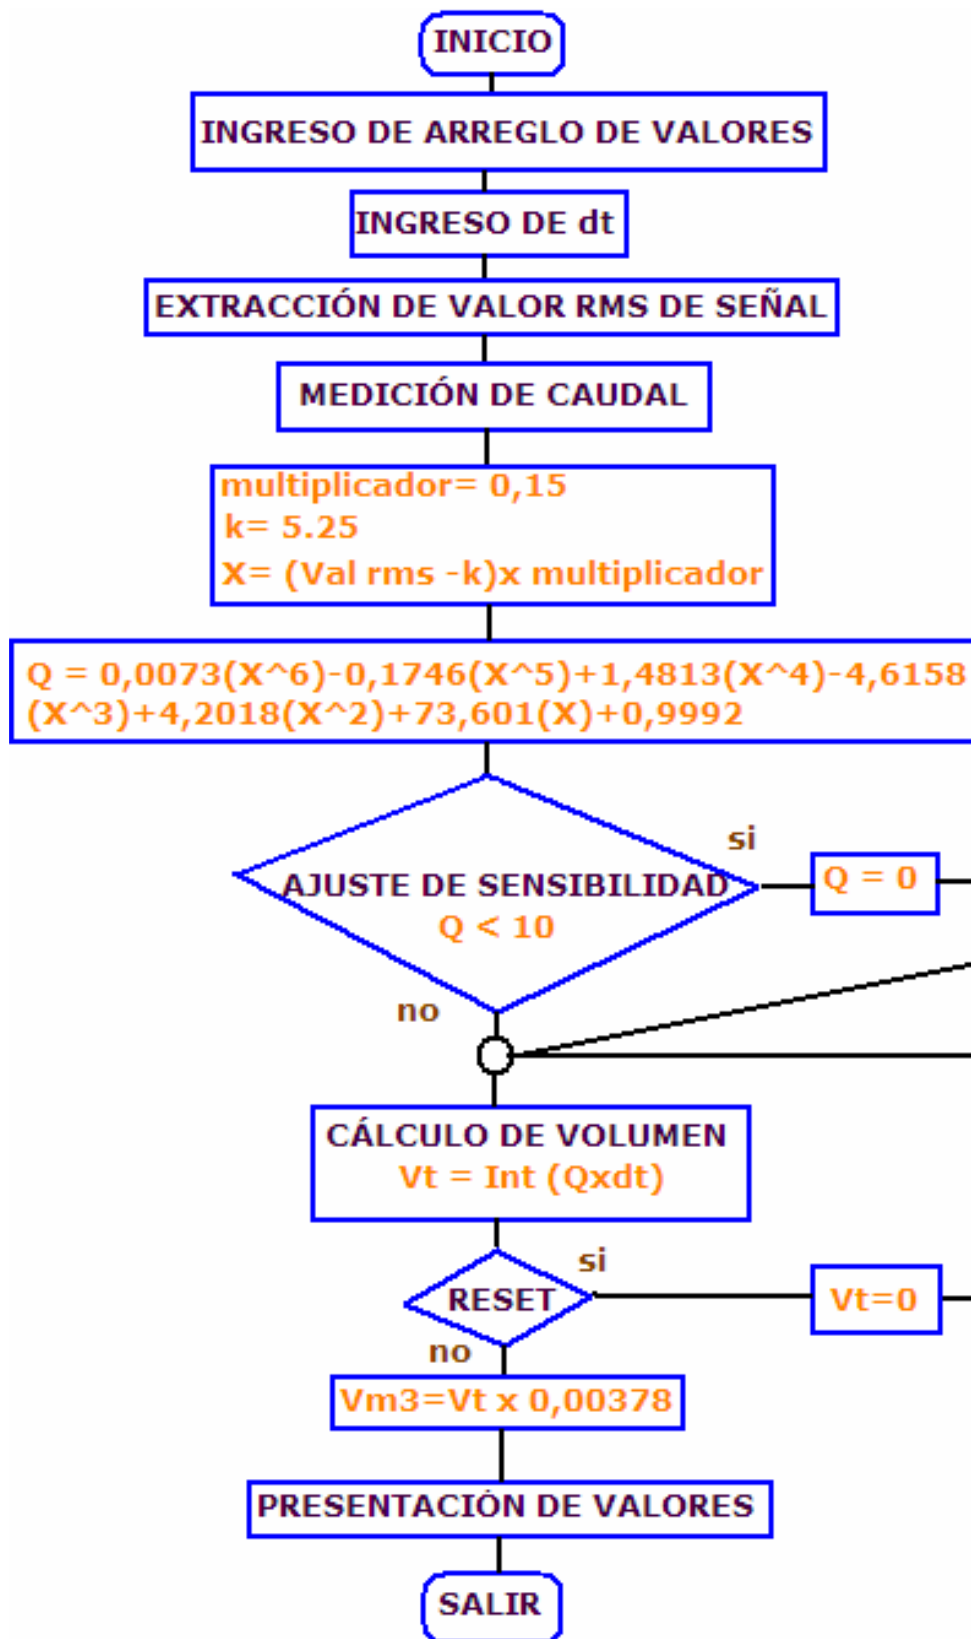 INICIO
INGRESO DE ARREGLO DE VALORES
INGRESO DE dt
EXTRACCIÓN DE VALOR RMS DE SEÑAL
MEDICIÓN DE CAUDAL
multiplicador= 0,15
k= 5.25
X= (Val rms -k)x multiplicador
Q = 0,0073(X^6)-0,1746(X^5)+1,4813(X^4)-4,6158
(X^3)+4,2018(X^2)+73,601(X)+0,9992
si
AJUSTE DE SENSIBILIDAD
Q = 0
Q < 10
no
CÁLCULO DE VOLUMEN
Vt = Int (Qxdt)
si
RESET
Vt=0
no
Vm3=Vt x 0,00378
PRESENTACIÓN DE VALORES
SALIR